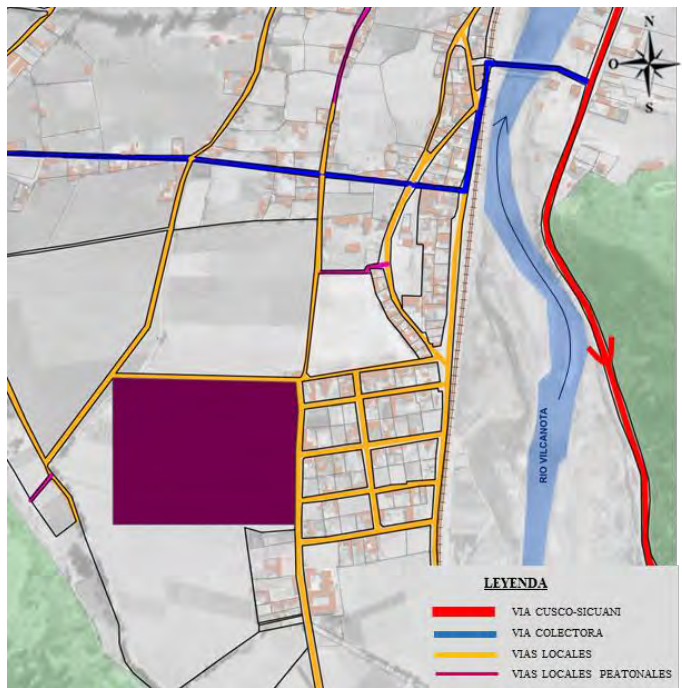 N
O
S
RIO VILCANOTA
LEYENDA
VIA CUSCO-SICUANI
VIA COLECTORA
VIAS LOCALES
VIAS LOCALES PEATONALES